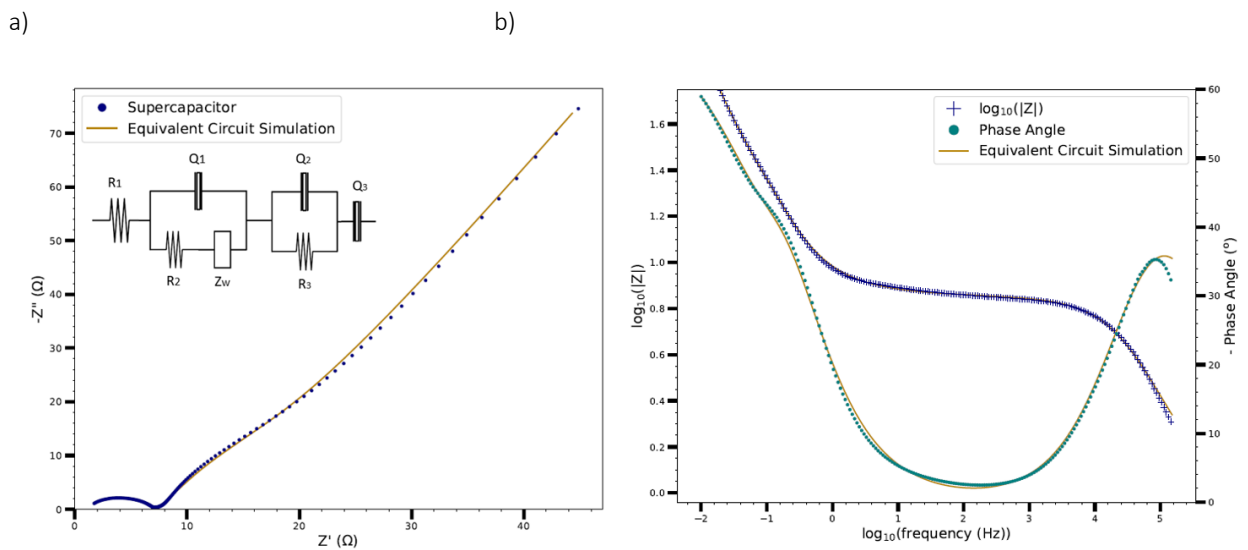 a)
b)
Supercapacitor
Equivalent Circuit Simulation
R1
Q1
R2
Zw
Q2
R3
Q3
-Z'' (Ω)
0
10
20
30
40
50
60
70
0
10
20
30
40
Z' (Ω)
log10(|Z|)
Phase Angle
Equivalent Circuit Simulation
log10(|Z|)
1.6
1.4
1.2
1.0
0.8
0.6
0.4
0.2
0.0
−2
−1
0
1
2
3
4
5
log10(frequency (Hz))
60
50
40
30
20
10
0
- Phase Angle (°)